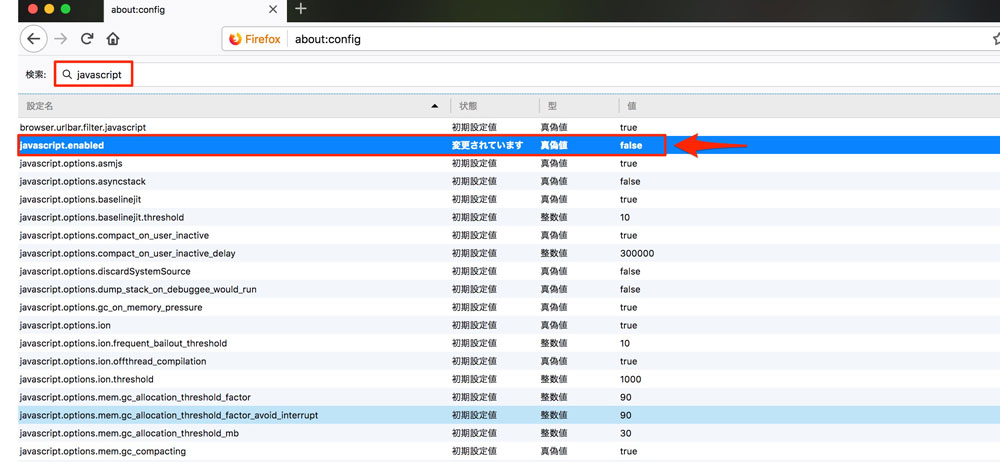 about:config
Firefox about:config
検索: javascript
設定名 状態 型 値
browser.urlbar.filter.javascript 初期設定値 真偽値 true
javascript.enabled 変更されています 真偽値 false
javascript.options.asmjs 初期設定値 真偽値 true
javascript.options.asyncstack 初期設定値 真偽値 false
javascript.options.baselinejit 初期設定値 真偽値 true
javascript.options.baselinejit.threshold 初期設定値 整数値 10
javascript.options.compact_on_user_inactive 初期設定値 真偽値 true
javascript.options.compact_on_user_inactive_delay 初期設定値 整数値 300000
javascript.options.discardSystemSource 初期設定値 真偽値 false
javascript.options.dump_stack_on_debuggee_would_run 初期設定値 真偽値 false
javascript.options.gc_on_memory_pressure 初期設定値 真偽値 true
javascript.options.ion 初期設定値 真偽値 true
javascript.options.ion.frequent_bailout_threshold 初期設定値 整数値 10
javascript.options.ion.offthread_compilation 初期設定値 真偽値 true
javascript.options.ion.threshold 初期設定値 整数値 1000
javascript.options.mem.gc_allocation_threshold_factor 初期設定値 整数値 90
javascript.options.mem.gc_allocation_threshold_factor_avoid_interrupt 初期設定値 整数値 90
javascript.options.mem.gc_allocation_threshold_mb 初期設定値 整数値 30
javascript.options.mem.gc_compacting 初期設定値 真偽値 true